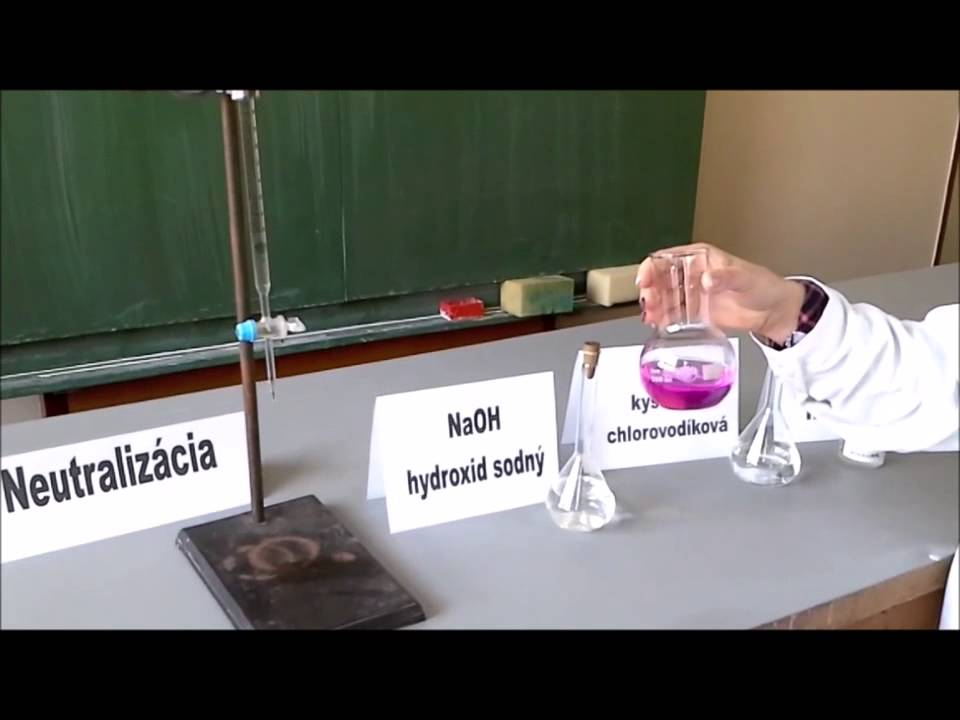 Neutralizácia
NaOH
hydroxid sodný
chlorovodíková